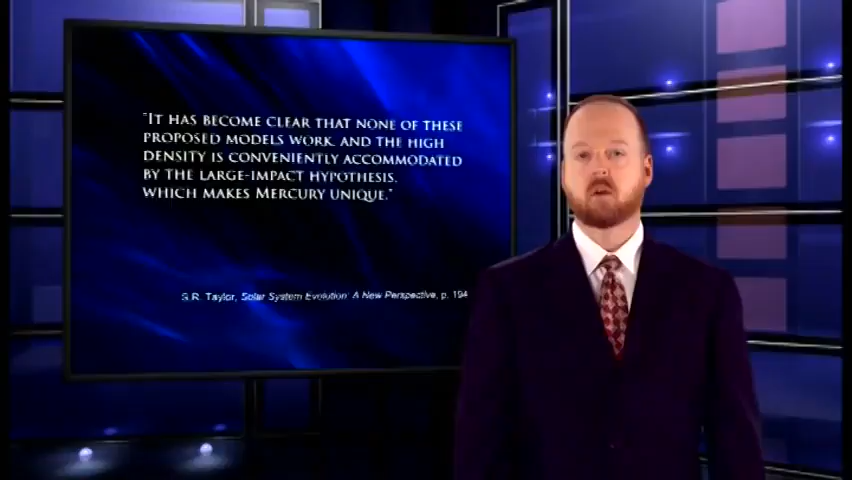 "It has become clear that none of these
proposed models work and the high
density is conveniently accommodated
by the large-impact hypothesis.
which makes Mercury unique."
S.R. Taylor, Solar System Evolution: A New Perspective, p. 194